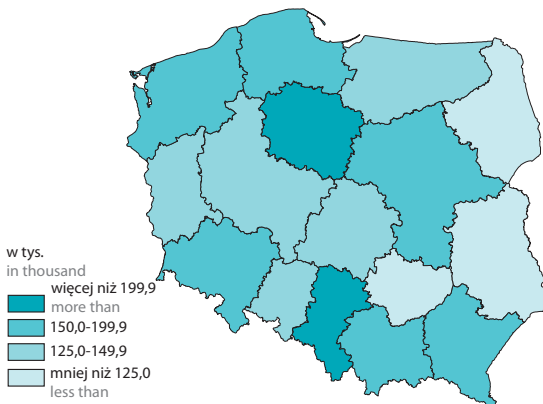 w tys.
in thousand
więcej niż 199,9
more than
150,0-199,9
125,0-149,9
mniej niż 125,0
less than